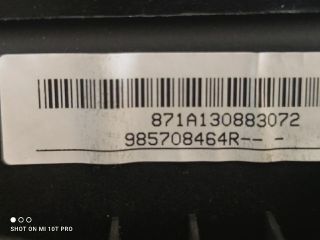 871A130883072
985708464R-- -
SHOT ON MI 10T PRO